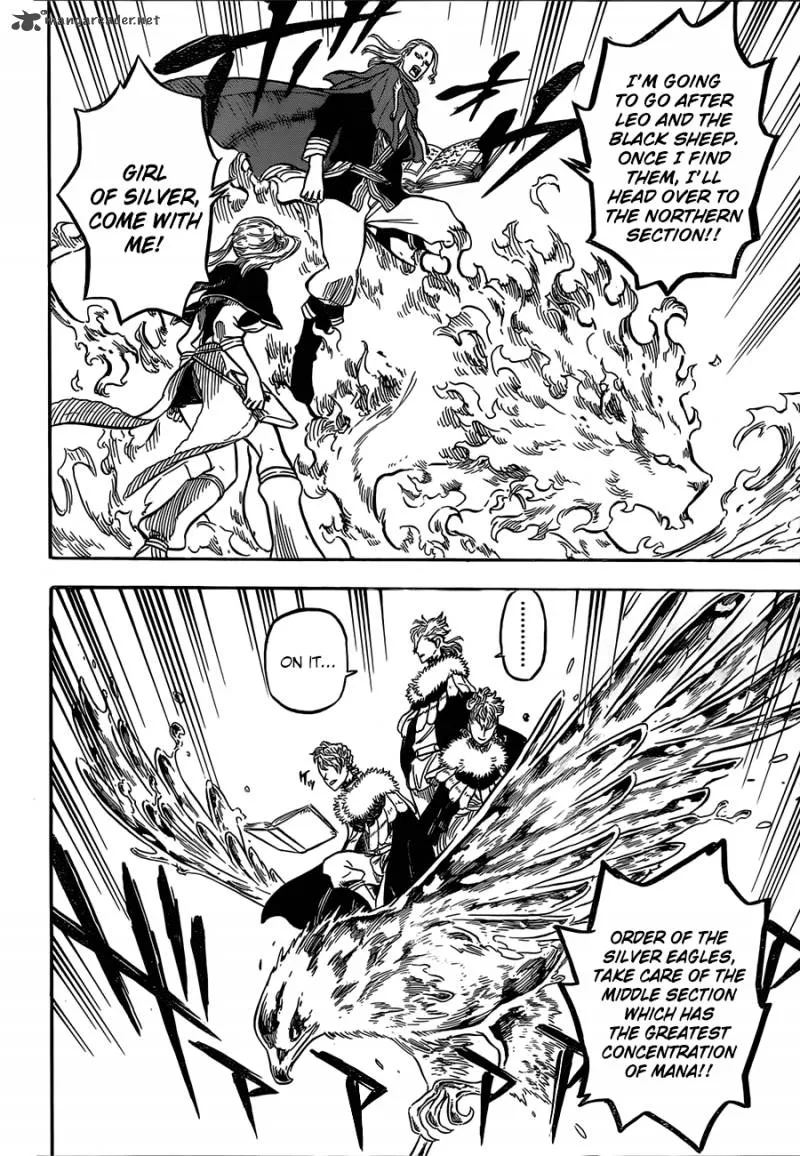 mangareader.net
I'M GOING
TO GO AFTER
LEO AND THE
BLACK SHEEP.
ONCE I FIND
THEM, I'LL
HEAD OVER TO
THE NORTHERN
SECTION!!
GIRL
OF SILVER,
COME WITH
ME!
..........
ON IT...
ORDER OF THE
SILVER EAGLES,
TAKE CARE OF THE
MIDDLE SECTION
WHICH HAS
THE GREATEST
CONCENTRATION
OF MANA!!